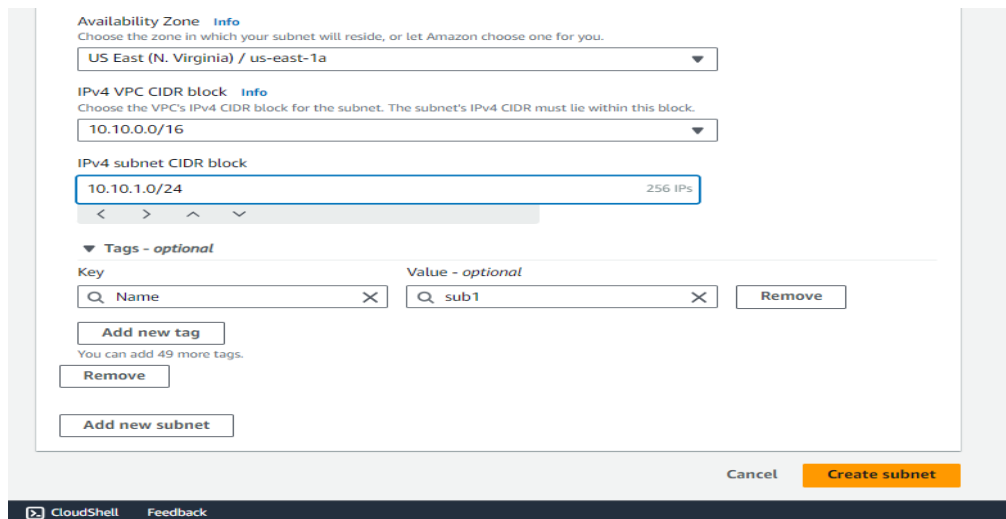 Availability Zone Info
Choose the zone in which your subnet will reside, or let Amazon choose one for you.
US East (N. Virginia) / us-east-1a
IPv4 VPC CIDR block Info
Choose the VPC's IPv4 CIDR block for the subnet. The subnet's IPv4 CIDR must lie within this block.
10.10.0.0/16
IPv4 subnet CIDR block
10.10.1.0/24 256 IPs
Tags - optional
Key Value - optional
Name sub1 Remove
Add new tag
You can add 49 more tags.
Remove
Add new subnet
Cancel Create subnet
CloudShell Feedback